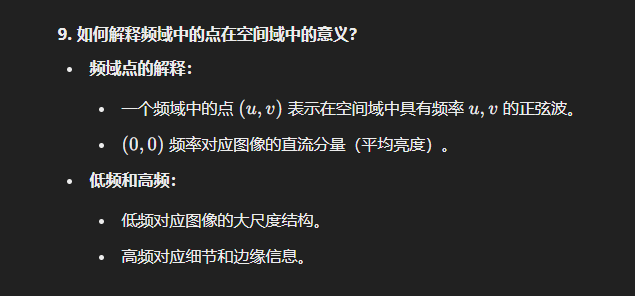 9. 如何解释频域中的点在空间域中的意义?
• 频域点的解释：
• 一个频域中的点 (u, v) 表示在空间域中具有频率 u, v 的正弦波。
• (0, 0) 频率对应图像的直流分量（平均亮度）。
• 低频和高频：
• 低频对应图像的大尺度结构。
• 高频对应细节和边缘信息。